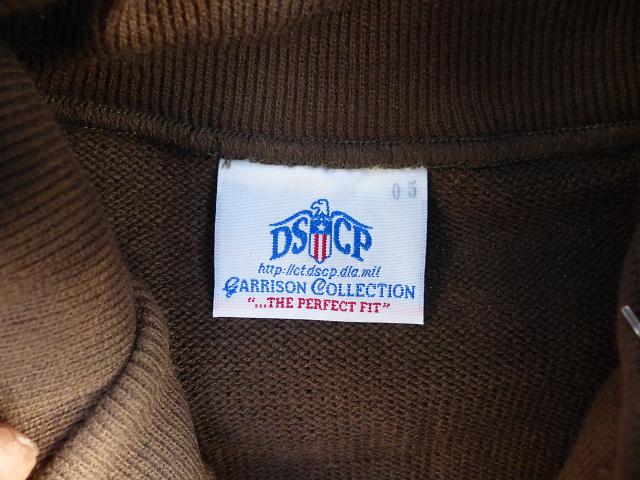 05
DSCP
http://ct.dscp.dla.mil
GARRISON COLLECTION
"...THE PERFECT FIT"